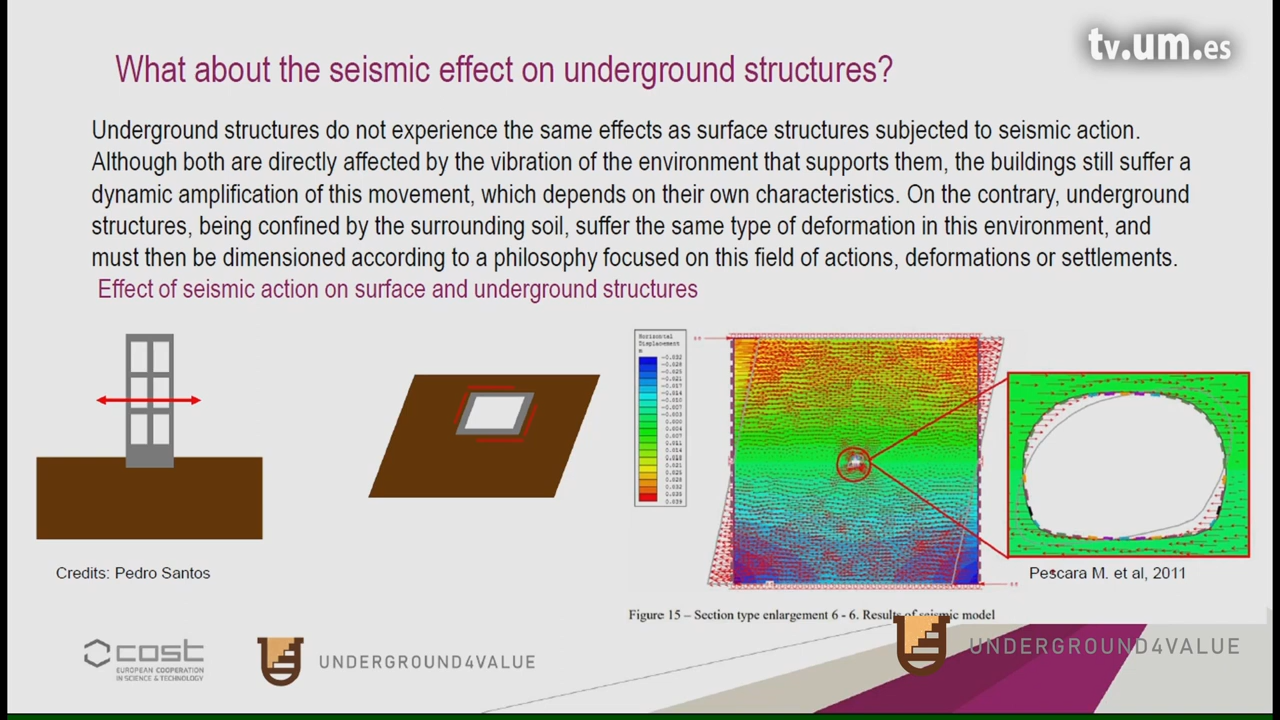 tv.um.es
What about the seismic effect on underground structures?
Underground structures do not experience the same effects as surface structures subjected to seismic action.
Although both are directly affected by the vibration of the environment that supports them, the buildings still suffer a
dynamic amplification of this movement, which depends on their own characteristics. On the contrary, underground
structures, being confined by the surrounding soil, suffer the same type of deformation in this environment, and
must then be dimensioned according to a philosophy focused on this field of actions, deformations or settlements.
Effect of seismic action on surface and underground structures
Horizontal
Displacement
m
Credits: Pedro Santos
Pescara M. et al, 2011
Figure 15 – Section type enlargement 6 - 6. Results of seismic model
cost
EUROPEAN COOPERATION
IN SCIENCE & TECHNOLOGY
UNDERGROUND4VALUE
UNDERGROUND4VALUE